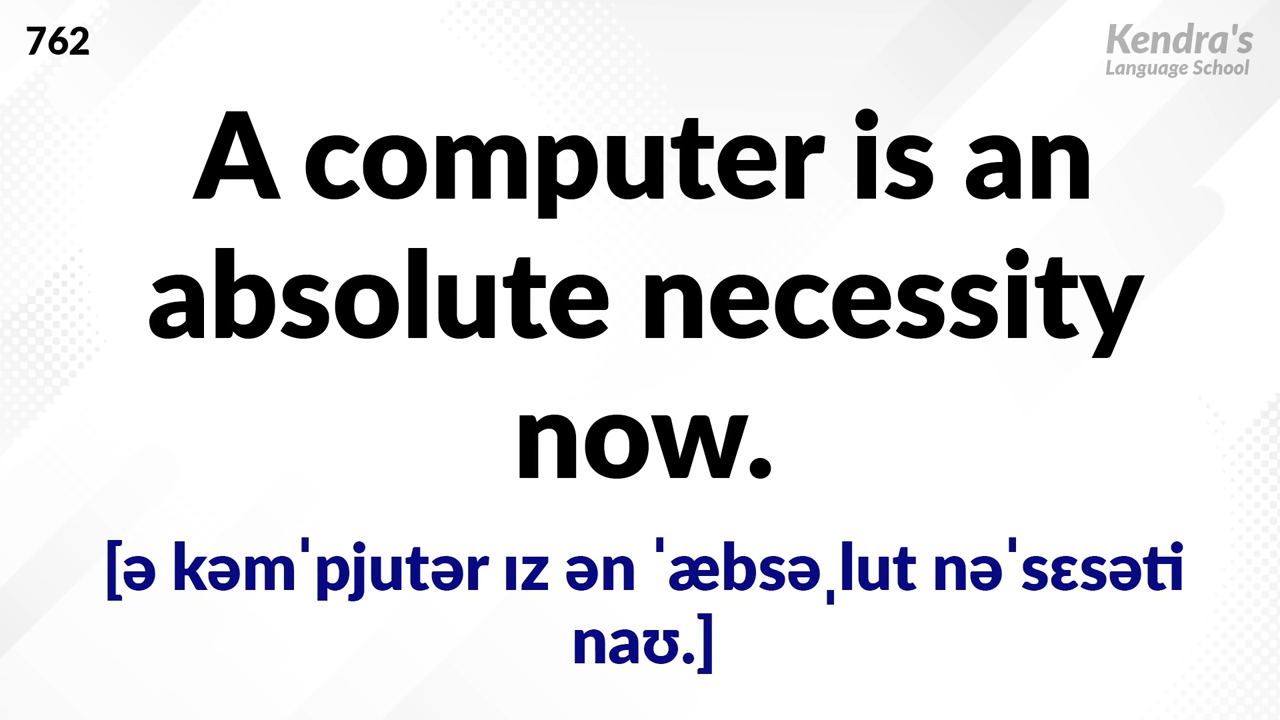 762
Kendra's
Language School
A computer is an
absolute necessity
now.
[ə kəmˈpjutər ɪz ən ˈæbsəˌlut nəˈsɛsəti
naʊ.]